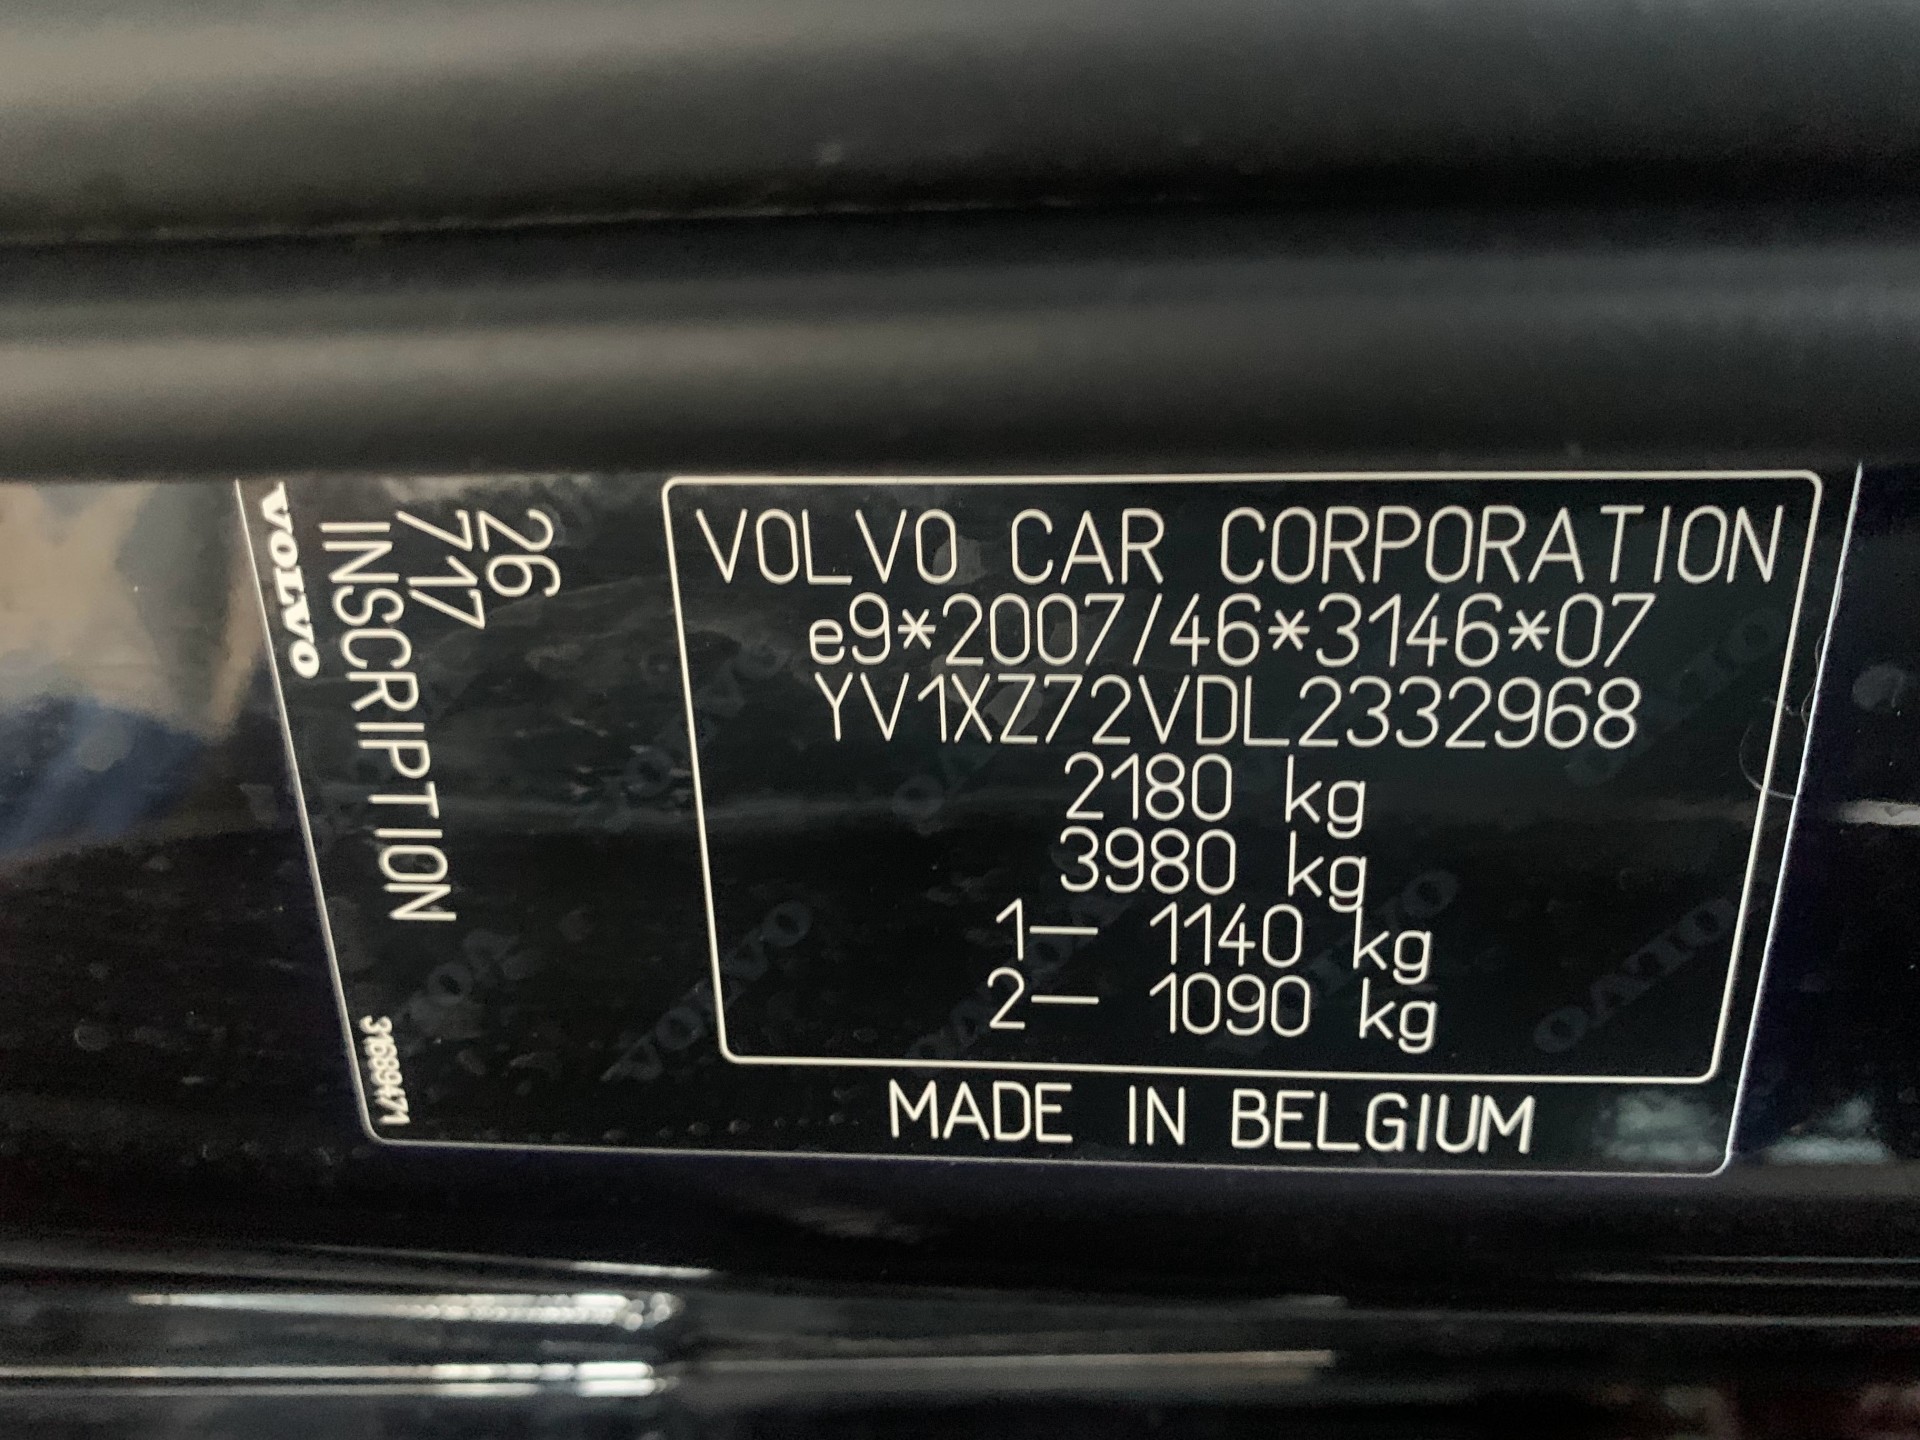 VOLVO
INSCRIPTION
717
26
31689471
VOLVO CAR CORPORATION
e9*2007/46*3146*07
YV1XZ72VDL2332968
2180 kg
3980 kg
1— 1140 kg
2— 1090 kg
MADE IN BELGIUM